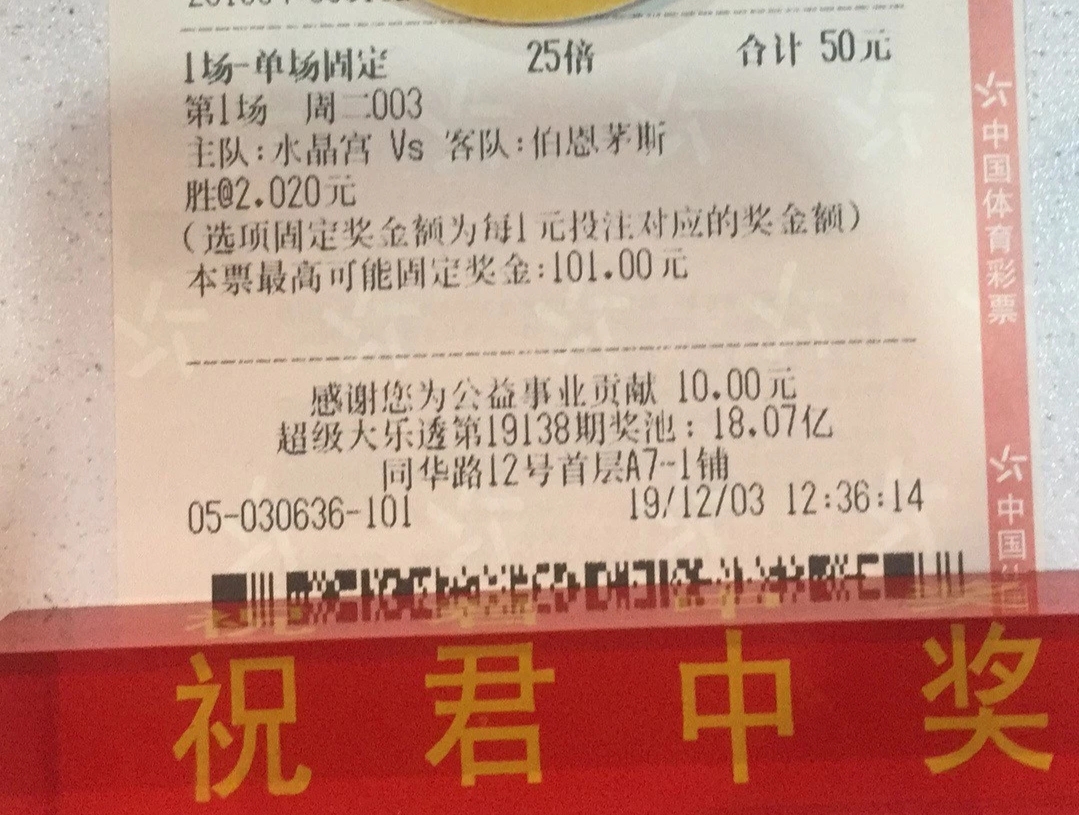 1场-单场固定 25倍 合计 50元
第1场 周二003
主队:水晶宫 Vs 客队:伯恩茅斯
胜@2.020元
(选项固定奖金额为每1元投注对应的奖金额)
本票最高可能固定奖金:101.00元
感谢您为公益事业贡献 10.00元
超级大乐透第19138期奖池:18.07亿
同华路12号首层A7-1铺
05-030636-101 19/12/03 12:36:14
中国体育彩票
中国
祝君中奖